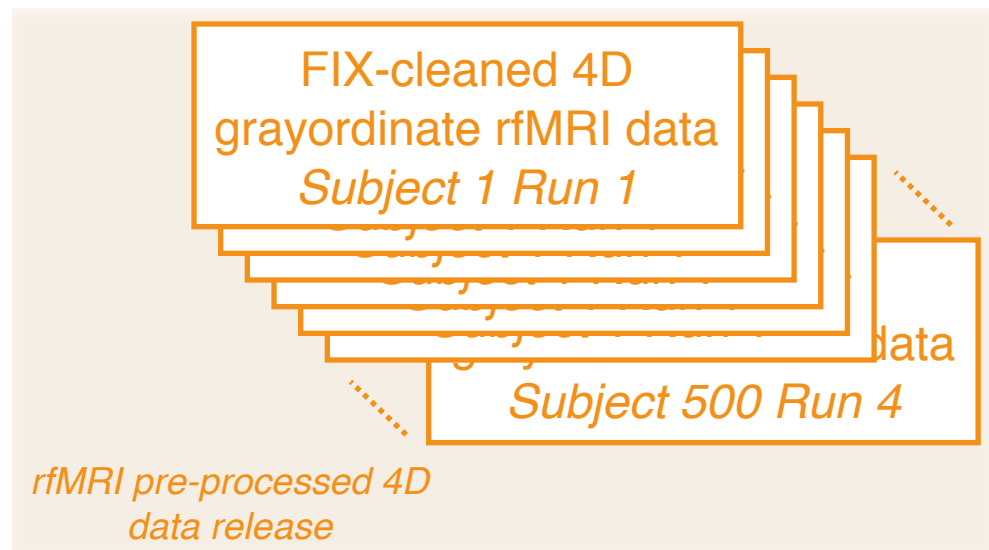 FIX-cleaned 4D
grayordinate rfMRI data
Subject 1 Run 1
data
Subject 500 Run 4
rfMRI pre-processed 4D
data release